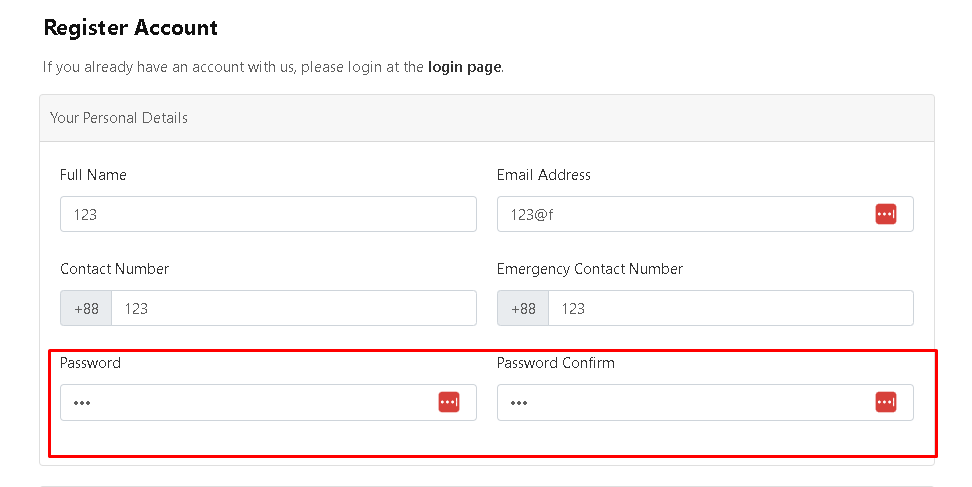 Register Account
If you already have an account with us, please login at the login page.
Your Personal Details
Full Name
123
Email Address
123@f
Contact Number
+88 123
Emergency Contact Number
+88 123
Password
•••
Password Confirm
•••